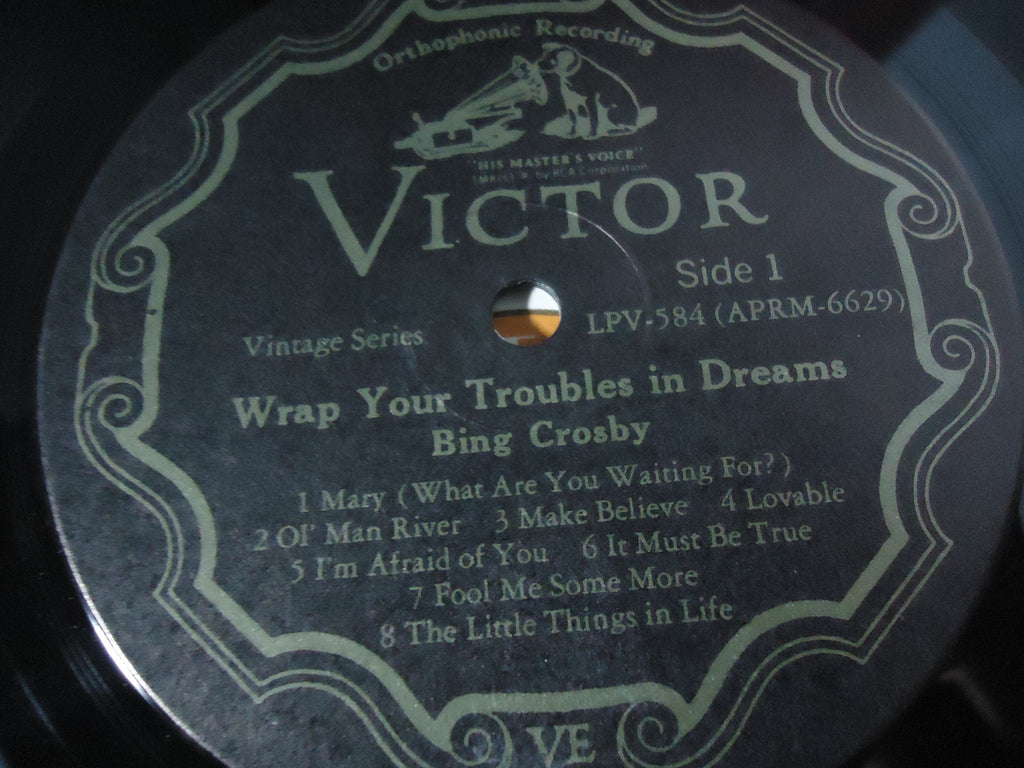 Orthophonic Recording
"HIS MASTER'S VOICE"
VICTOR
Side 1
LPV-584 (APRM-6629)
Vintage Series
Wrap Your Troubles in Dreams
Bing Crosby
1 Mary (What Are You Waiting For?)
2 Ol' Man River 3 Make Believe 4 Lovable
5 I'm Afraid of You 6 It Must Be True
7 Fool Me Some More
8 The Little Things in Life
VE